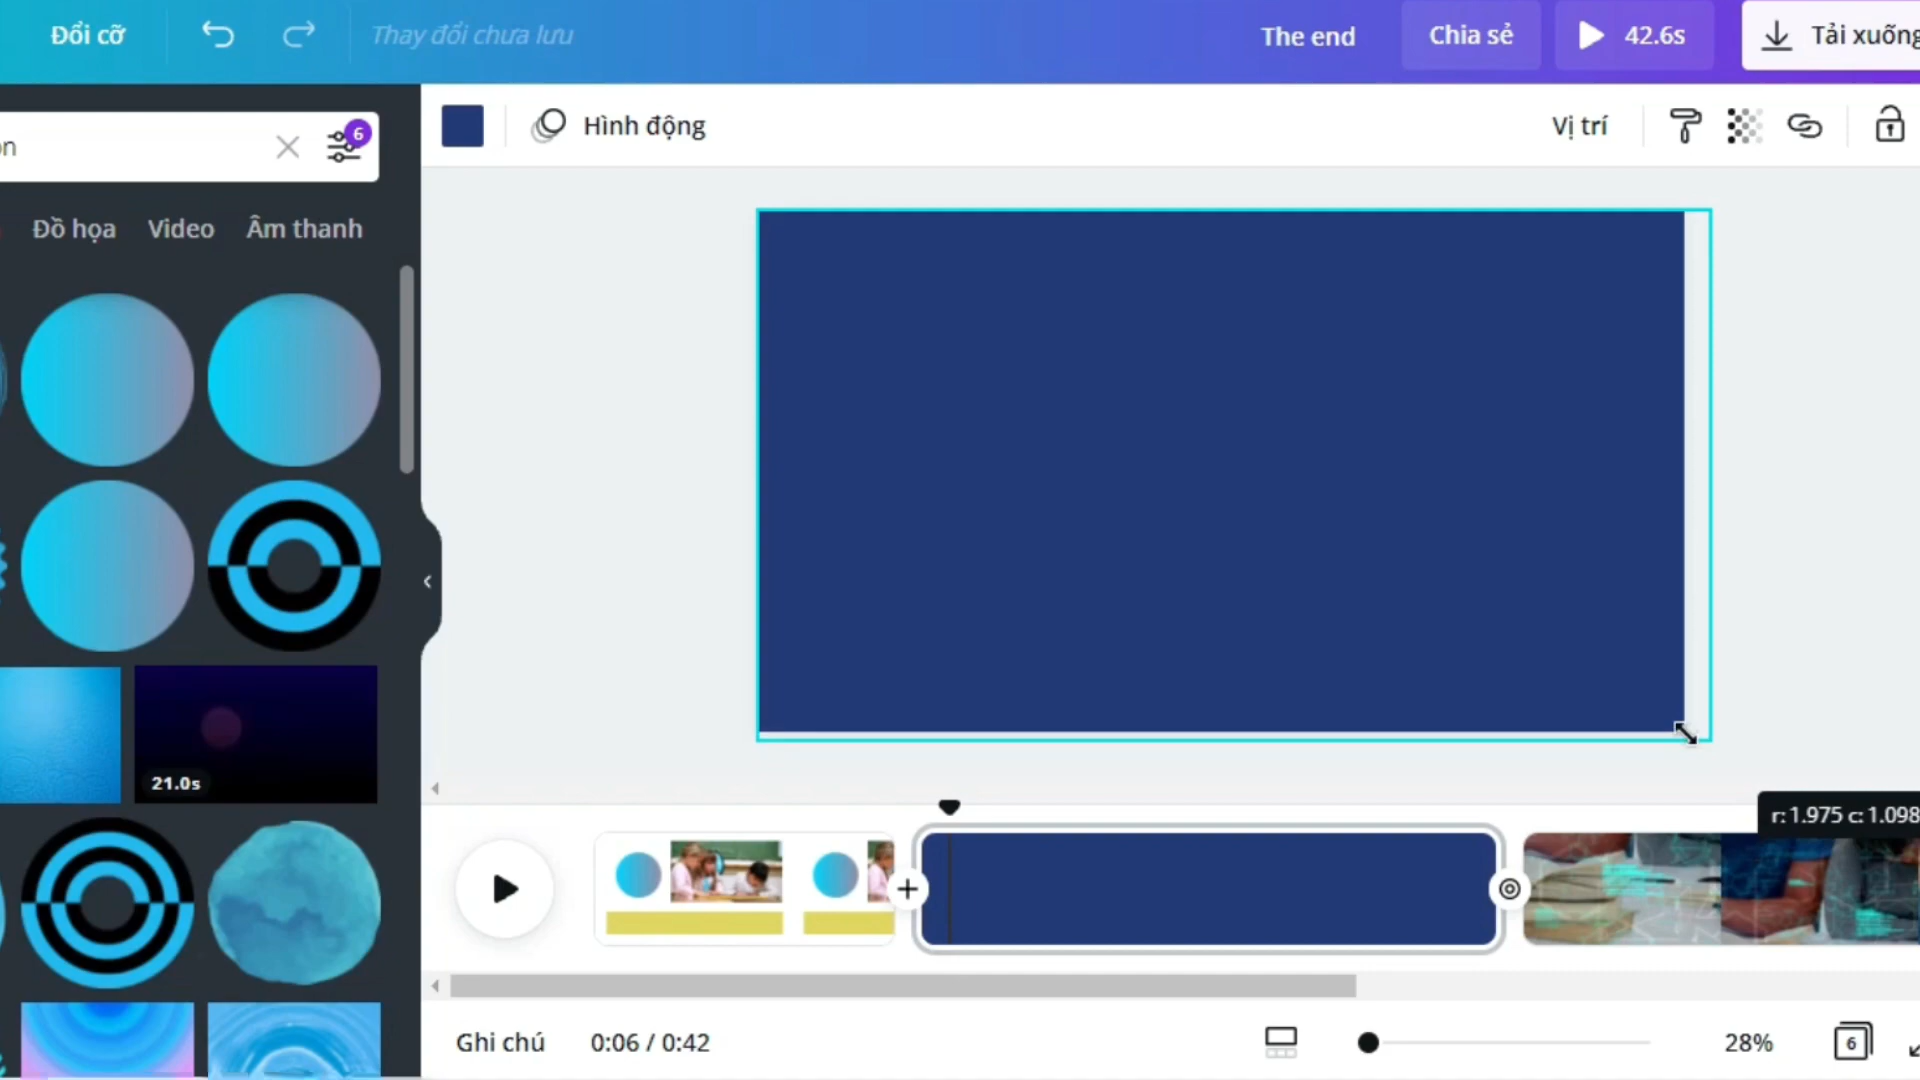 Đổi cỡ
Thay đổi chưa lưu
The end
Chia sẻ
42.6s
Tải xuống
6
Hình động
Vị trí
Đồ họa
Video
Âm thanh
21.0s
r: 1.975 c: 1.098
Ghi chú
0:06 / 0:42
28%
6